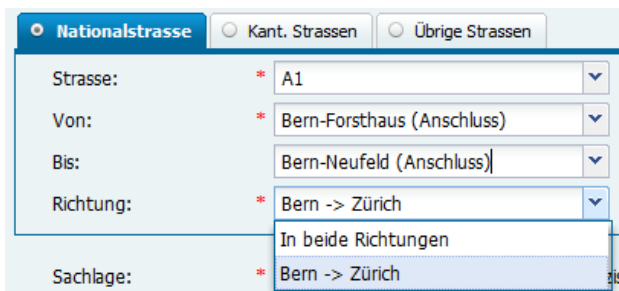 Nationalstrasse Kant. Strassen Übrige Strassen
Strasse: * A1
Von: * Bern-Forsthaus (Anschluss)
Bis: Bern-Neufeld (Anschluss)
Richtung: * Bern -> Zürich
In beide Richtungen
Sachlage: * Bern -> Zürich